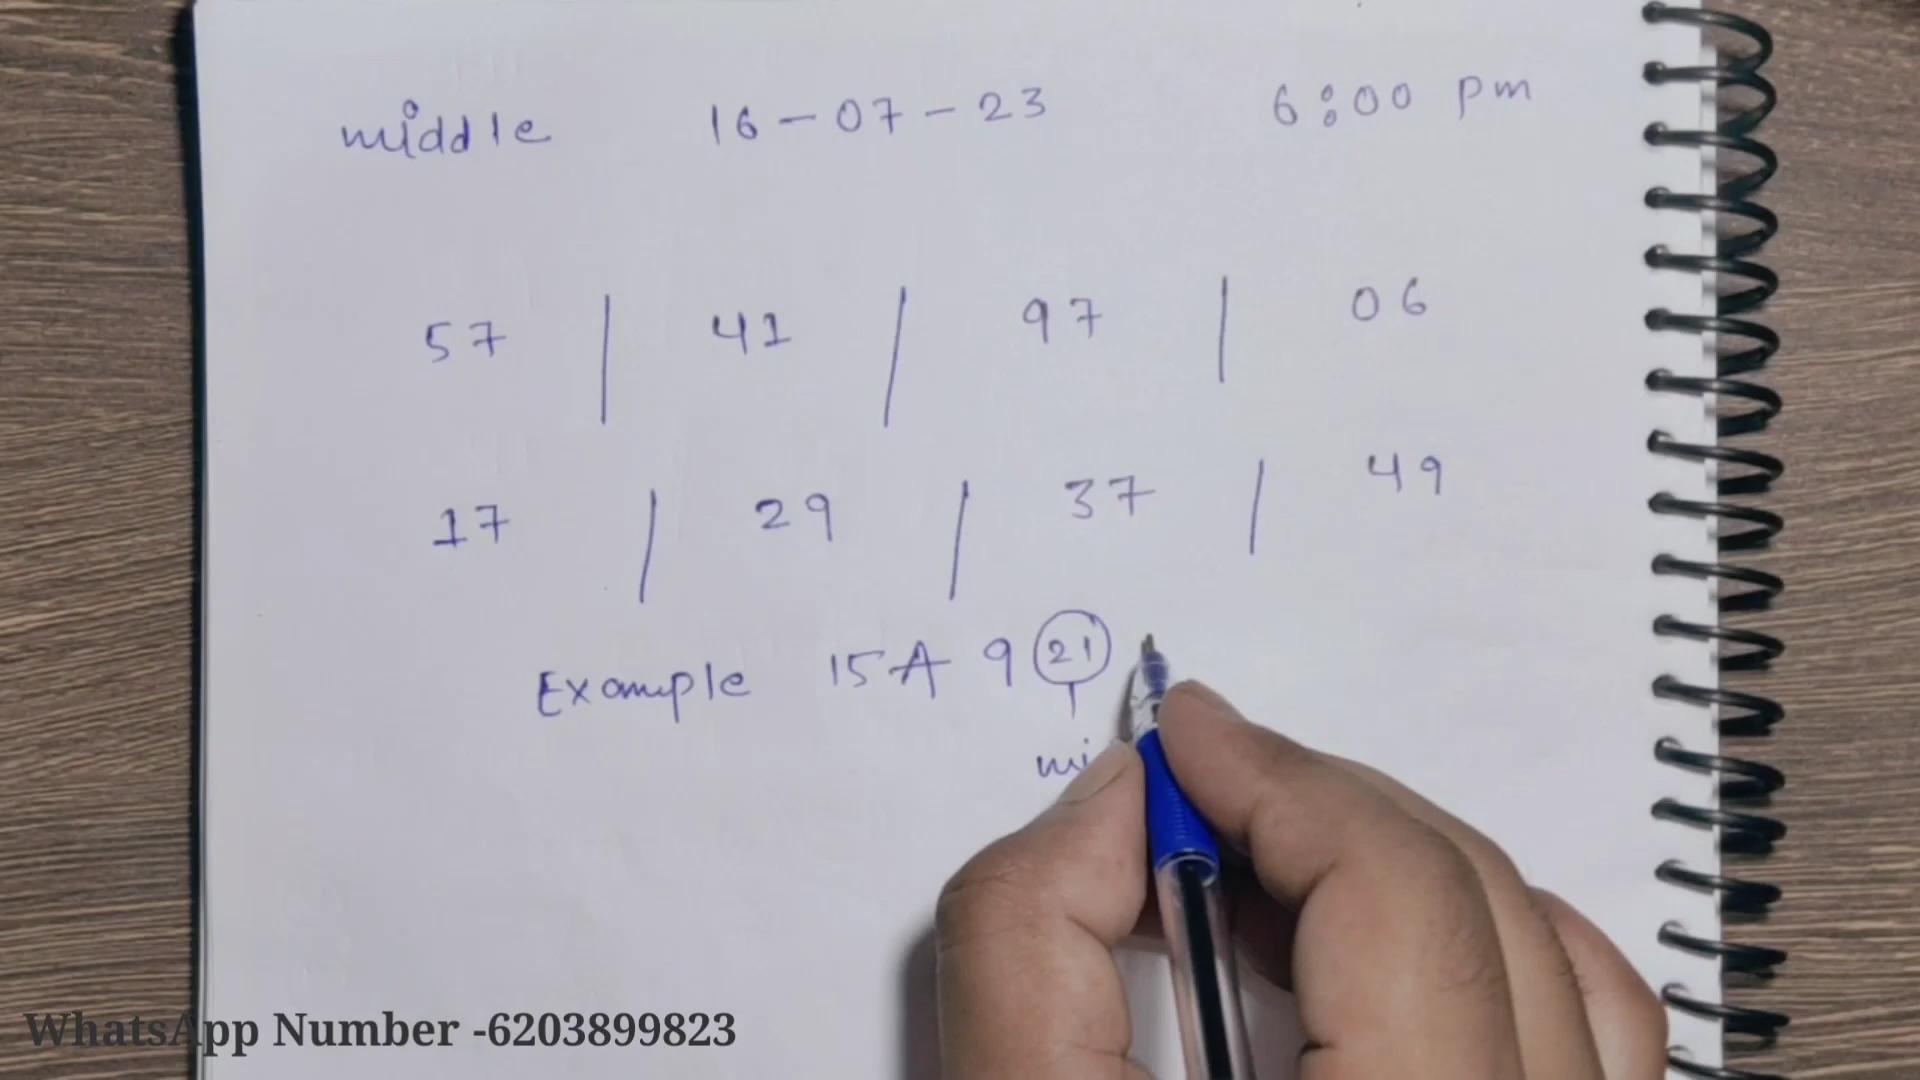 middle 16-07-23 6:00 pm
57 | 41 | 97 | 06
17 | 29 | 37 | 49
Example 15A 9 21
mi
WhatsApp Number -6203899823